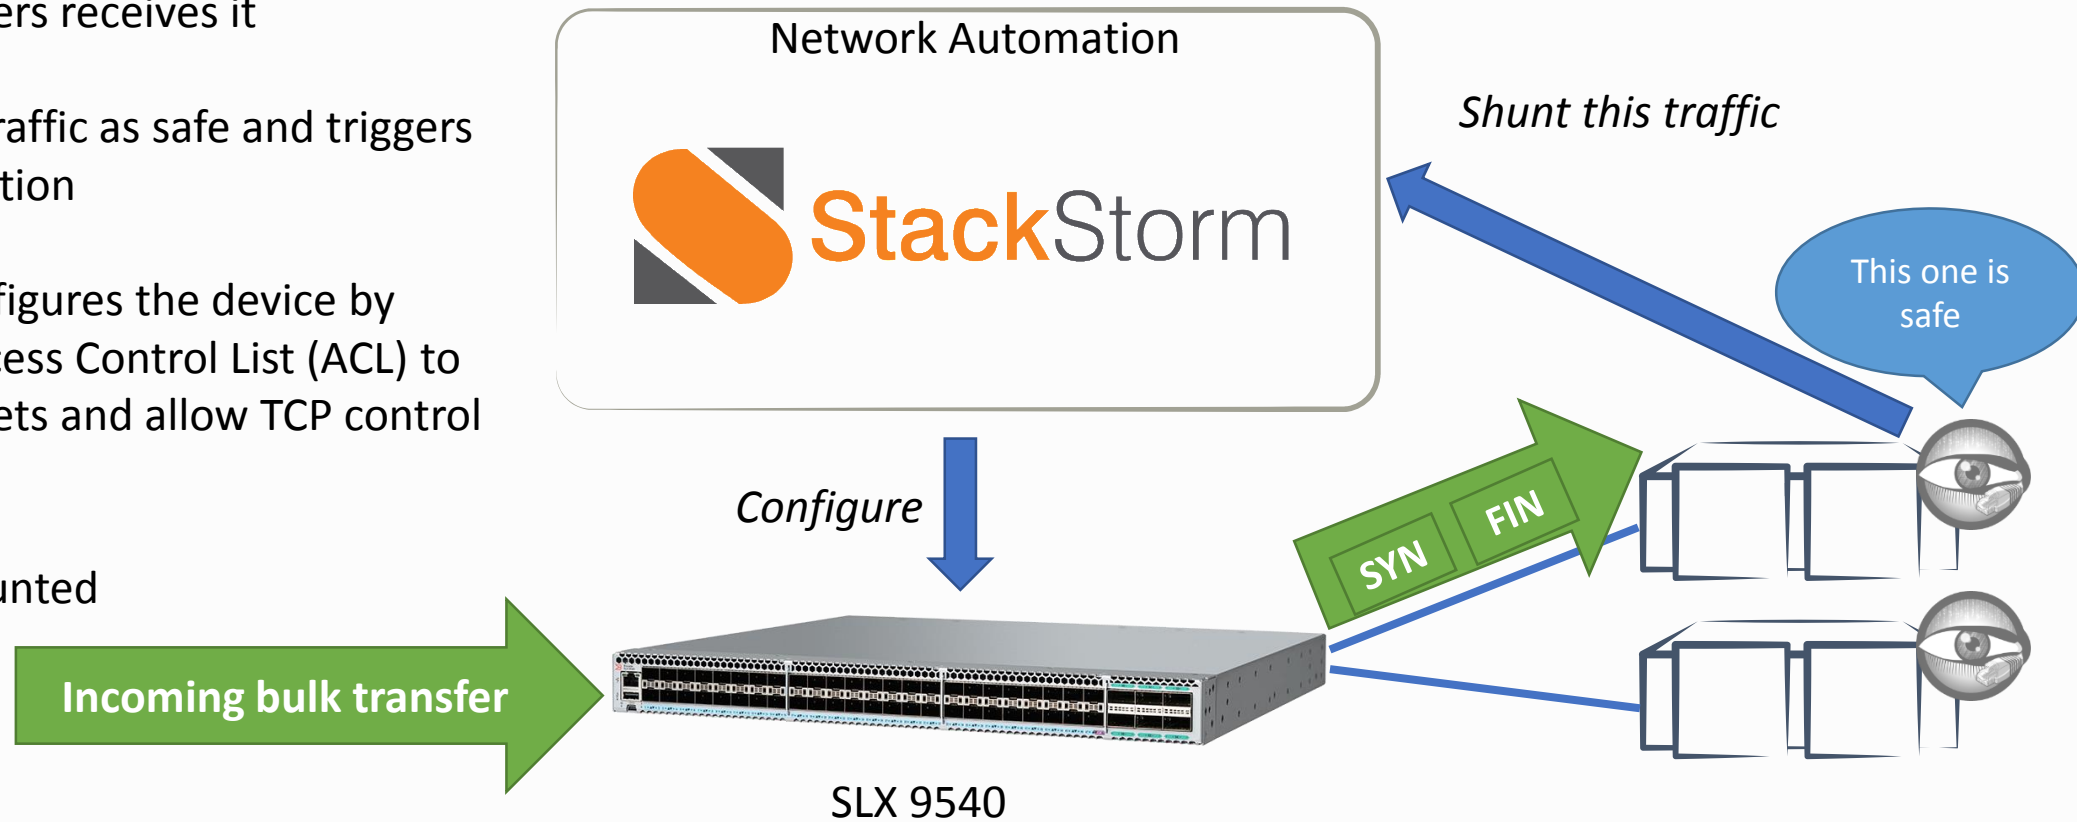 ers receives it
raffic as safe and triggers
tion
figures the device by
cess Control List (ACL) to
ets and allow TCP control
unted
Network Automation
StackStorm
Shunt this traffic
This one is
safe
Configure
SYN
FIN
Incoming bulk transfer
SLX 9540